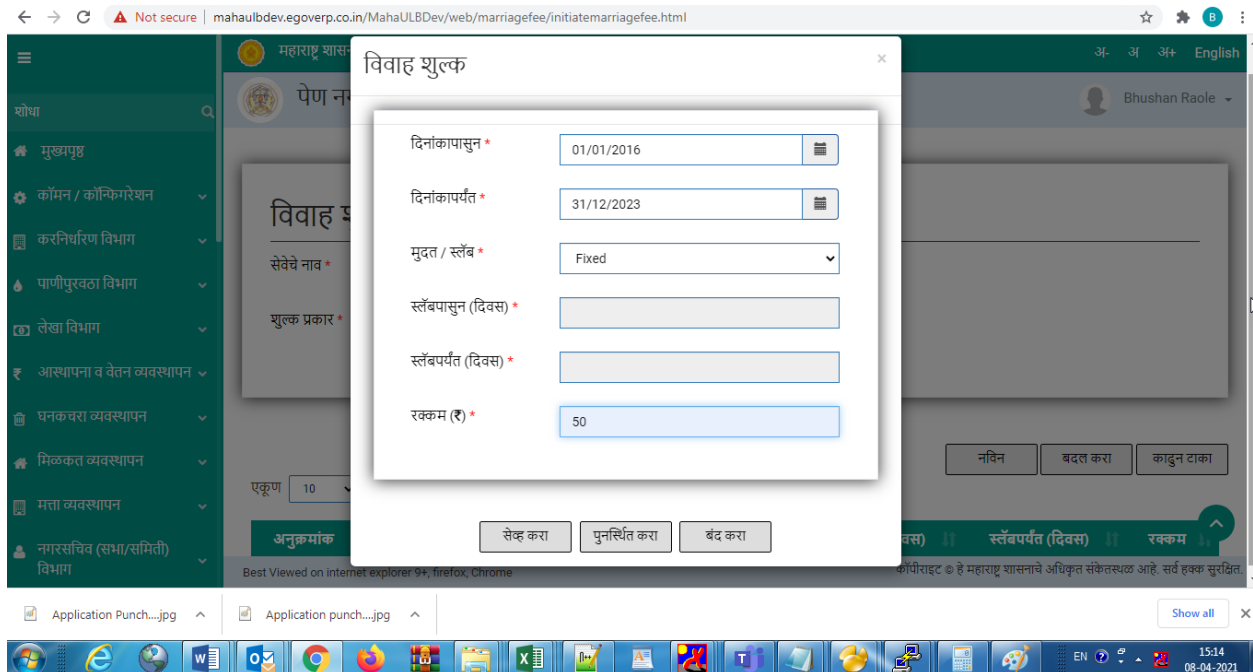 Not secure | mahaulbdev.egoverp.co.in/MahaULBDev/web/marriagefee/initiatemarriagefee.html
B
महाराष्ट्र शासन
अ- अ अ+ English
विवाह शुल्क ×
पेण नग
Bhushan Raole
शोधा
मुख्यपृष्ठ
कॉमन / कॉन्फिगरेशन
करनिर्धारण विभाग
पाणीपुरवठा विभाग
लेखा विभाग
आस्थापना व वेतन व्यवस्थापन
घनकचरा व्यवस्थापन
मिळकत व्यवस्थापन
मत्ता व्यवस्थापन
नगरसचिव (सभा/समिती)
विभाग
विवाह श
सेवेचे नाव *
शुल्क प्रकार *
दिनांकापासुन * 01/01/2016
दिनांकापर्यंत * 31/12/2023
मुदत / स्लॅब * Fixed
स्लॅबपासुन (दिवस) *
स्लॅबपर्यंत (दिवस) *
रक्कम (₹) * 50
सेव्ह करा पुनर्स्थित करा बंद करा
नविन बदल करा काढुन टाका
एकूण 10
अनुक्रमांक वस) स्लॅबपर्यंत (दिवस) रक्कम
Best Viewed on internet explorer 9+, firefox, Chrome
कॉपीराइट © हे महाराष्ट्र शासनाचे अधिकृत संकेतस्थळ आहे. सर्व हक्क सुरक्षित.
Application Punch....jpg Application punch....jpg Show all ×
EN 15:14
08-04-2021